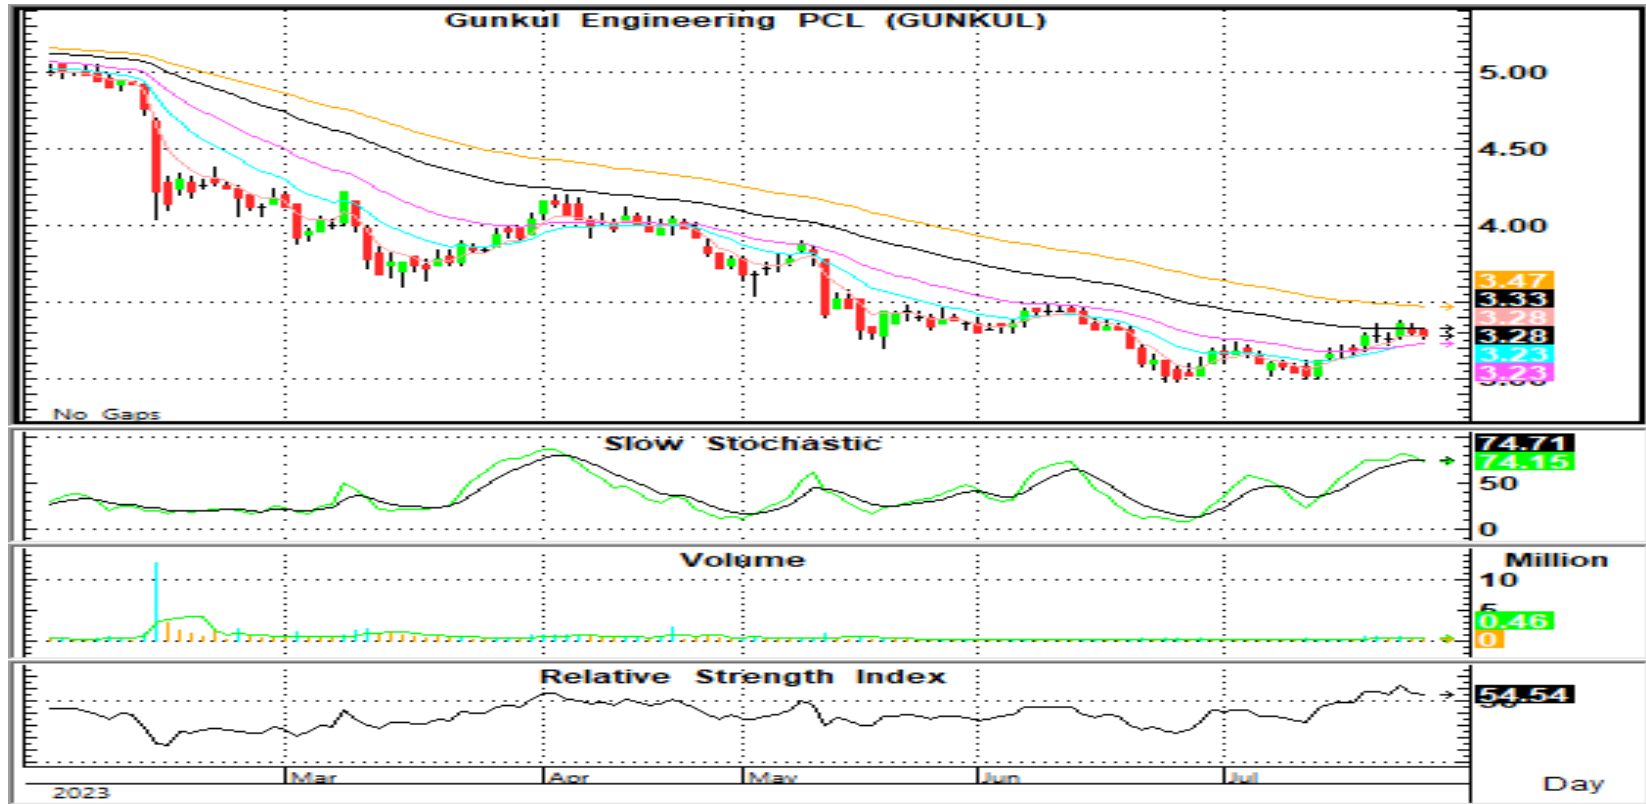 Gunkul Engineering PCL (GUNKUL)
5.00
4.50
4.00
3.47
3.33
3.28
3.28
3.23
3.23
No Gaps
Slow Stochastic
74.71
74.15
50
0
Volume
Million
10
5
0.46
0
Relative Strength Index
54.54
Mar
Apr
May
Jun
Jul
Day
2023